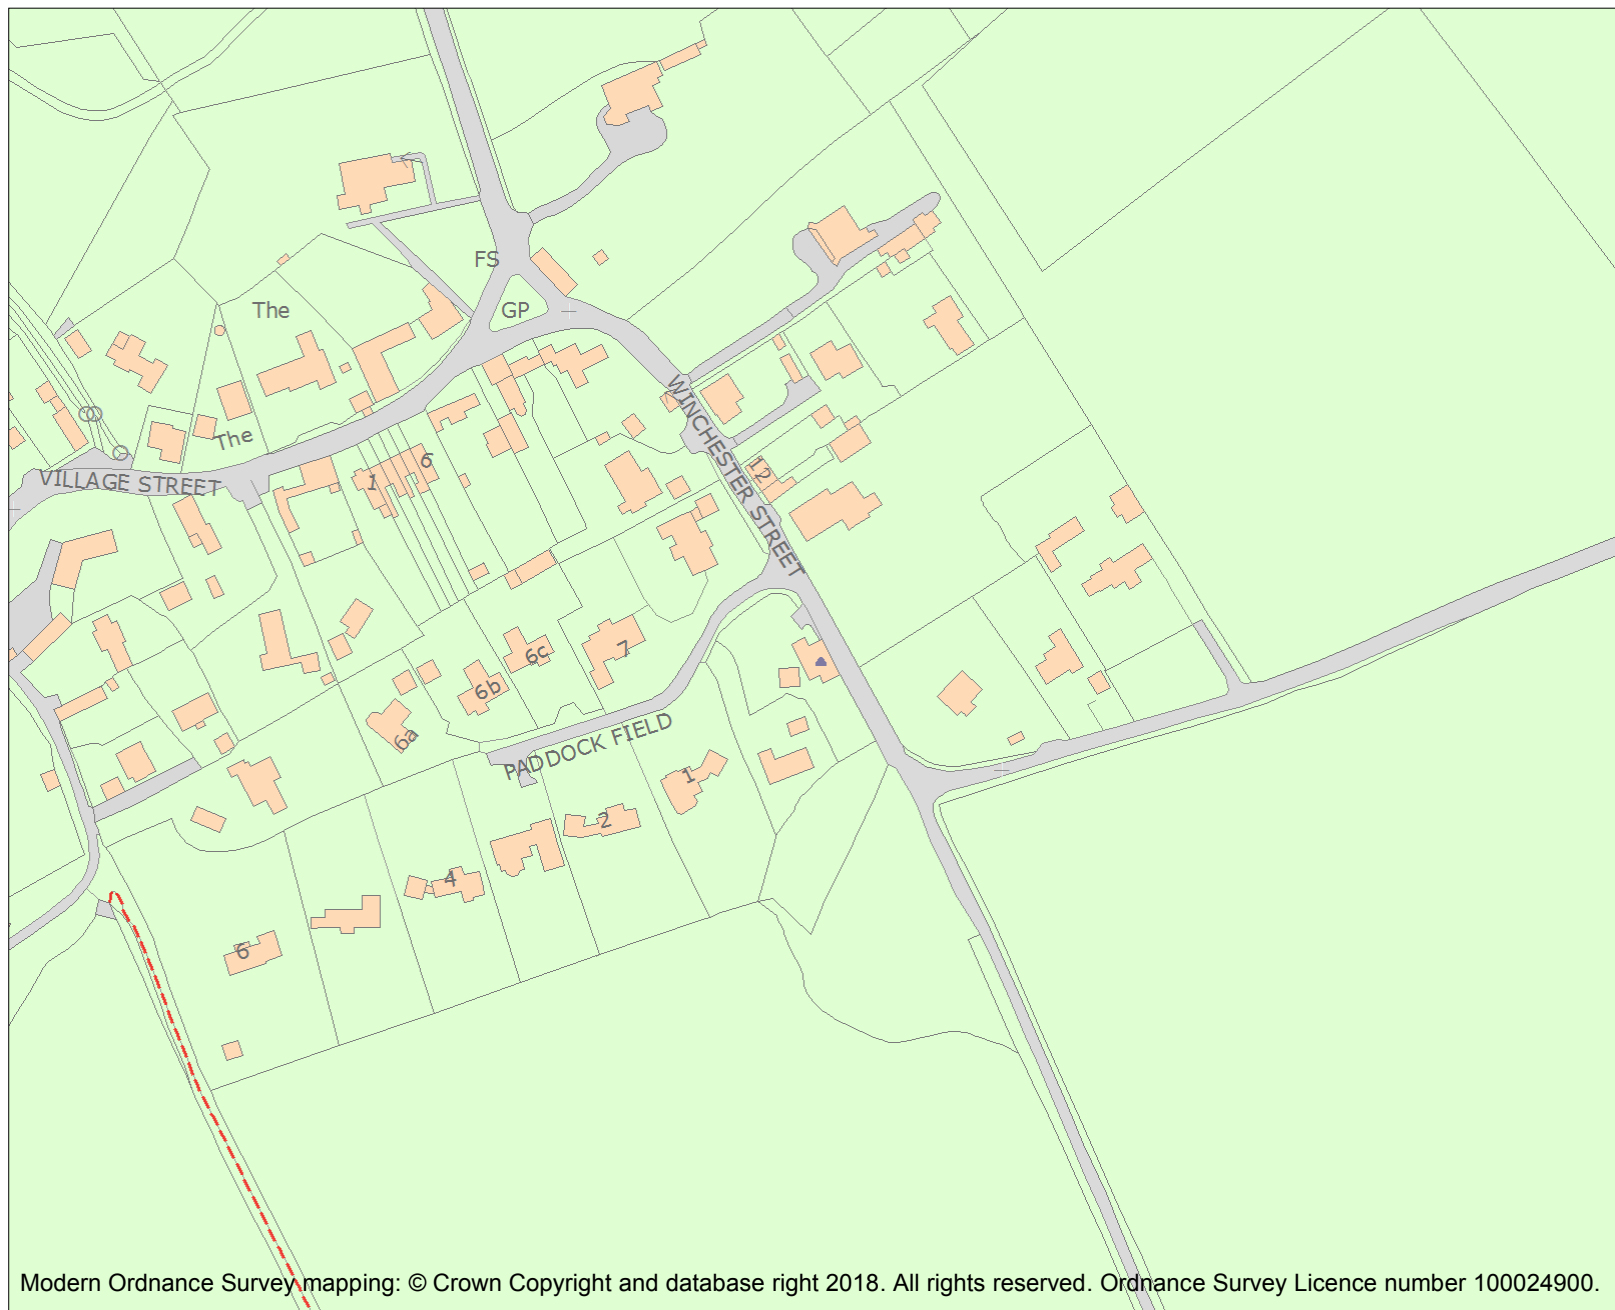 FS
The
GP
The
VILLAGE STREET
1
6
WINCHESTER STREET
12
6c
7
6b
6a
PADDOCK FIELD
1
2
4
6
Modern Ordnance Survey mapping: © Crown Copyright and database right 2018. All rights reserved. Ordnance Survey Licence number 100024900.